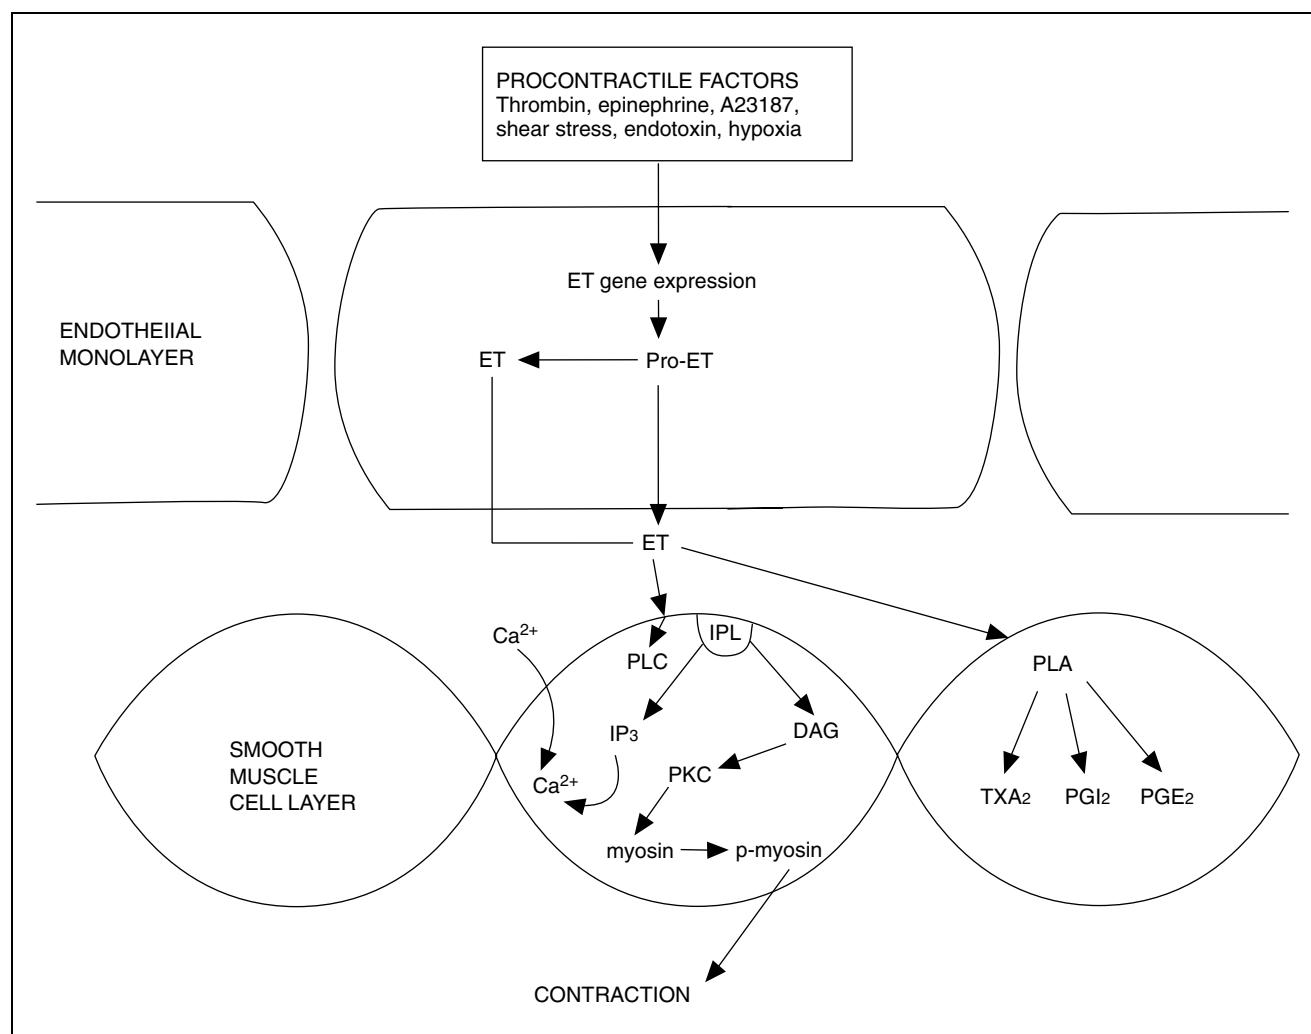 PROCONTRACTILE FACTORS
Thrombin, epinephrine, A23187,
shear stress, endotoxin, hypoxia
ET gene expression
ENDOTHEIIAL
MONOLAYER
ET
Pro-ET
ET
Ca2+
IPL
PLC
PLA
IP3
DAG
SMOOTH
MUSCLE
CELL LAYER
Ca2+
PKC
TXA2
PGI2
PGE2
myosin
p-myosin
CONTRACTION